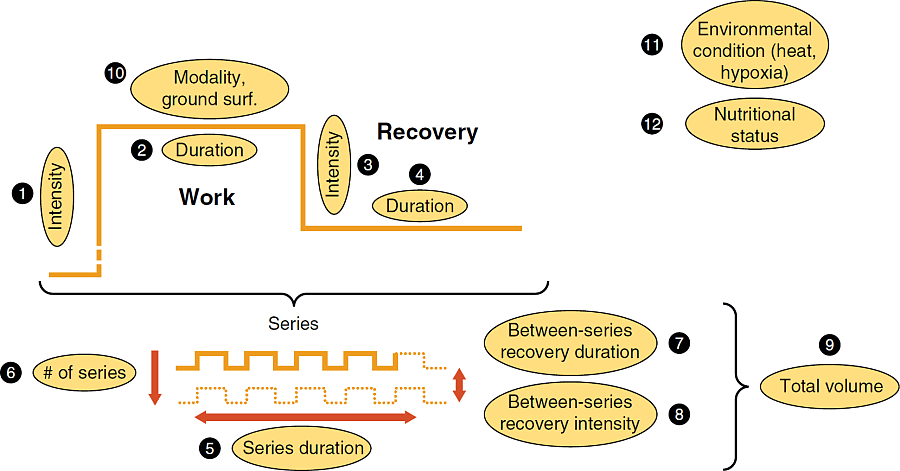 11
Environmental
condition (heat,
hypoxia)
10
Modality,
ground surf.
12
Nutritional
status
Recovery
2
Duration
3
Intensity
4
Duration
1
Intensity
Work
Series
Between-series
recovery duration
7
9
6
# of series
Total volume
Between-series
recovery intensity
8
5
Series duration